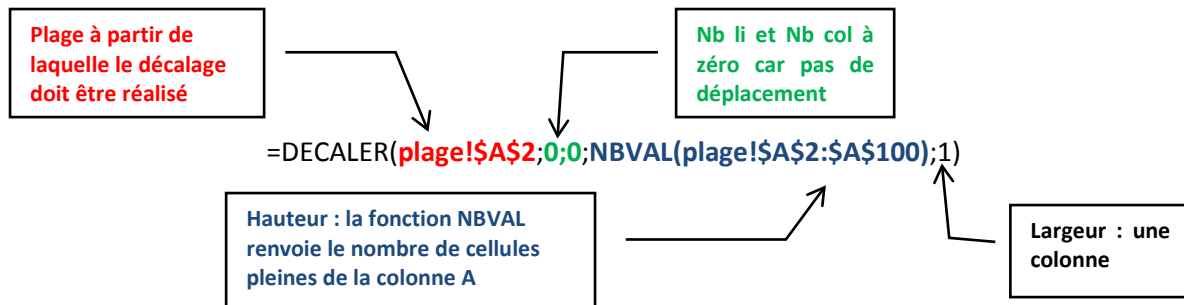 Plage à partir de
laquelle le décalage
doit être réalisé
Nb li et Nb col à
zéro car pas de
déplacement
=DECALER(plage!$A$2;0;0;NBVAL(plage!$A$2:$A$100);1)
Hauteur : la fonction NBVAL
renvoie le nombre de cellules
pleines de la colonne A
Largeur : une
colonne